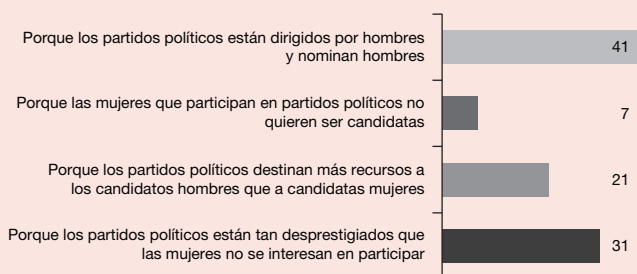 Porque los partidos políticos están dirigidos por hombres
y nominan hombres
41
Porque las mujeres que participan en partidos políticos no
quieren ser candidatas
7
Porque los partidos políticos destinan más recursos a
los candidatos hombres que a candidatas mujeres
21
Porque los partidos políticos están tan desprestigiados que
las mujeres no se interesan en participar
31